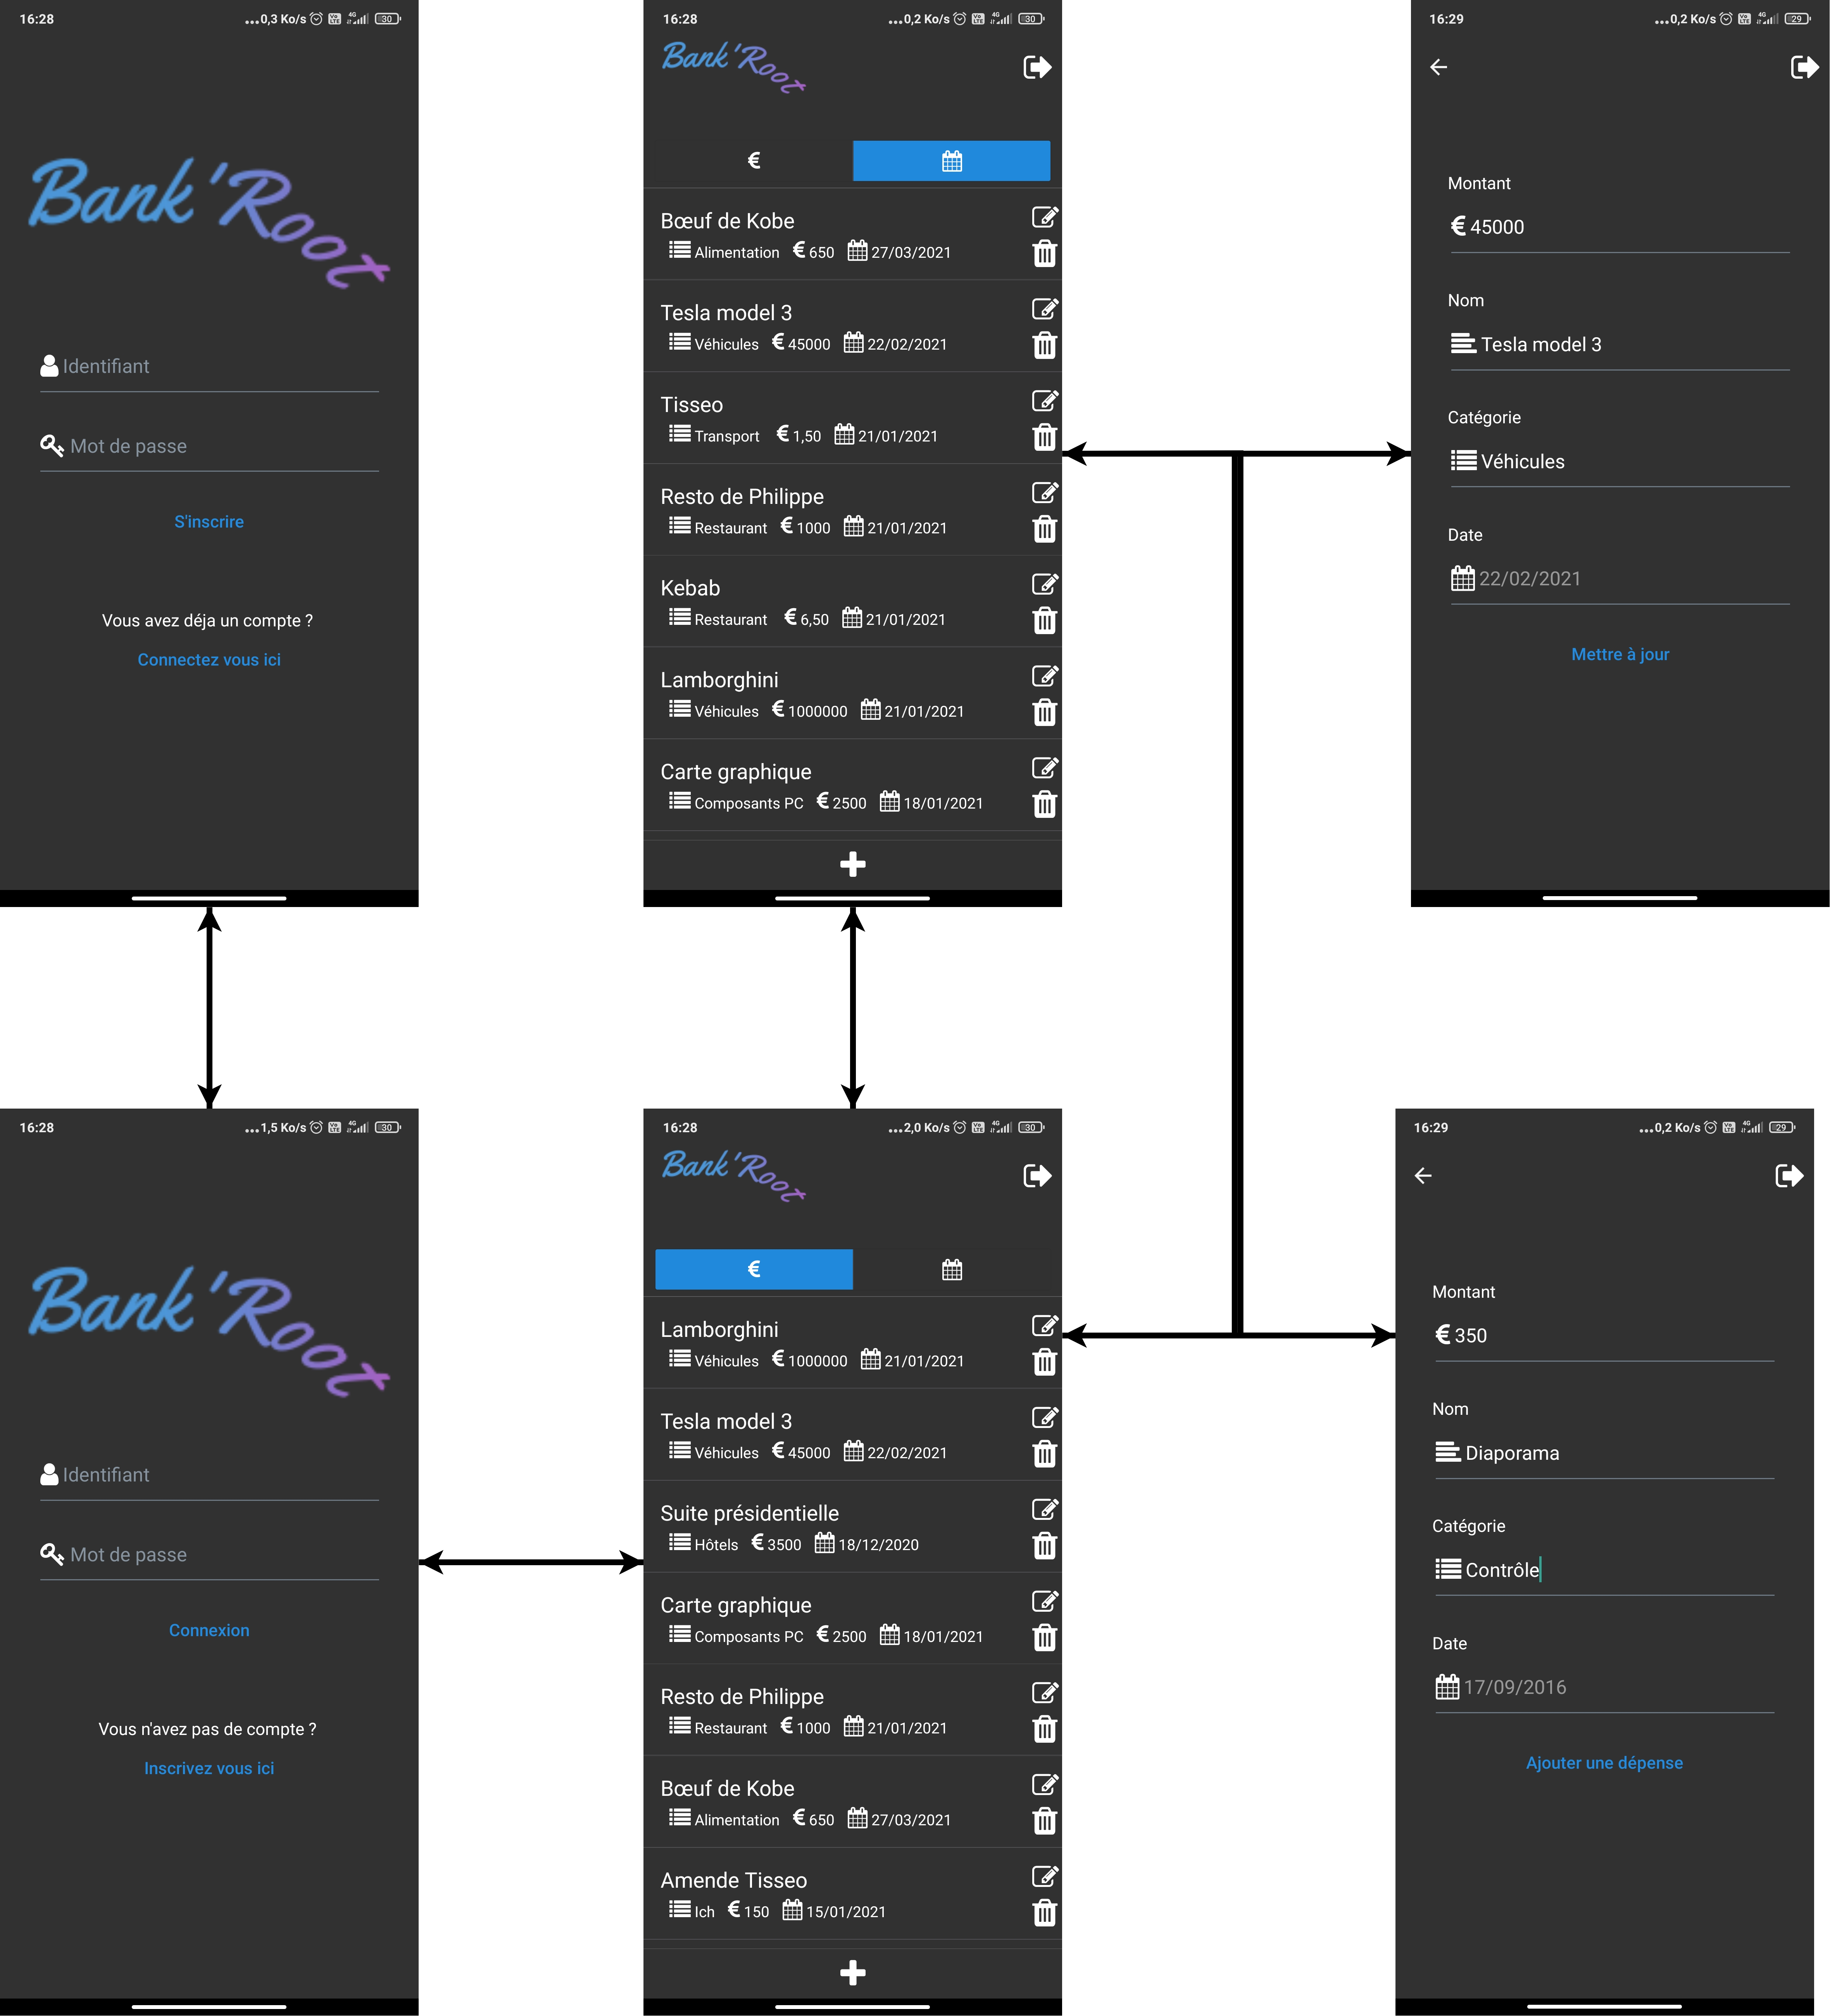 16:28
...0,3 Ko/s 4G 30
Bank'Root
Identifiant
Mot de passe
S'inscrire
Vous avez déja un compte ?
Connectez vous ici
16:28
...0,2 Ko/s 4G 30
Bank'Root
€
Bœuf de Kobe
Alimentation € 650 27/03/2021
Tesla model 3
Véhicules € 45000 22/02/2021
Tisseo
Transport € 1,50 21/01/2021
Resto de Philippe
Restaurant € 1000 21/01/2021
Kebab
Restaurant € 6,50 21/01/2021
Lamborghini
Véhicules € 1000000 21/01/2021
Carte graphique
Composants PC € 2500 18/01/2021
16:29
...0,2 Ko/s 4G 29
Montant
€ 45000
Nom
Tesla model 3
Catégorie
Véhicules
Date
22/02/2021
Mettre à jour
16:28
...1,5 Ko/s 4G 30
Bank'Root
Identifiant
Mot de passe
Connexion
Vous n'avez pas de compte ?
Inscrivez vous ici
16:28
...2,0 Ko/s 4G 30
Bank'Root
€
Lamborghini
Véhicules € 1000000 21/01/2021
Tesla model 3
Véhicules € 45000 22/02/2021
Suite présidentielle
Hôtels € 3500 18/12/2020
Carte graphique
Composants PC € 2500 18/01/2021
Resto de Philippe
Restaurant € 1000 21/01/2021
Bœuf de Kobe
Alimentation € 650 27/03/2021
Amende Tisseo
Ich € 150 15/01/2021
16:29
...0,2 Ko/s 4G 29
Montant
€ 350
Nom
Diaporama
Catégorie
Contrôle
Date
17/09/2016
Ajouter une dépense